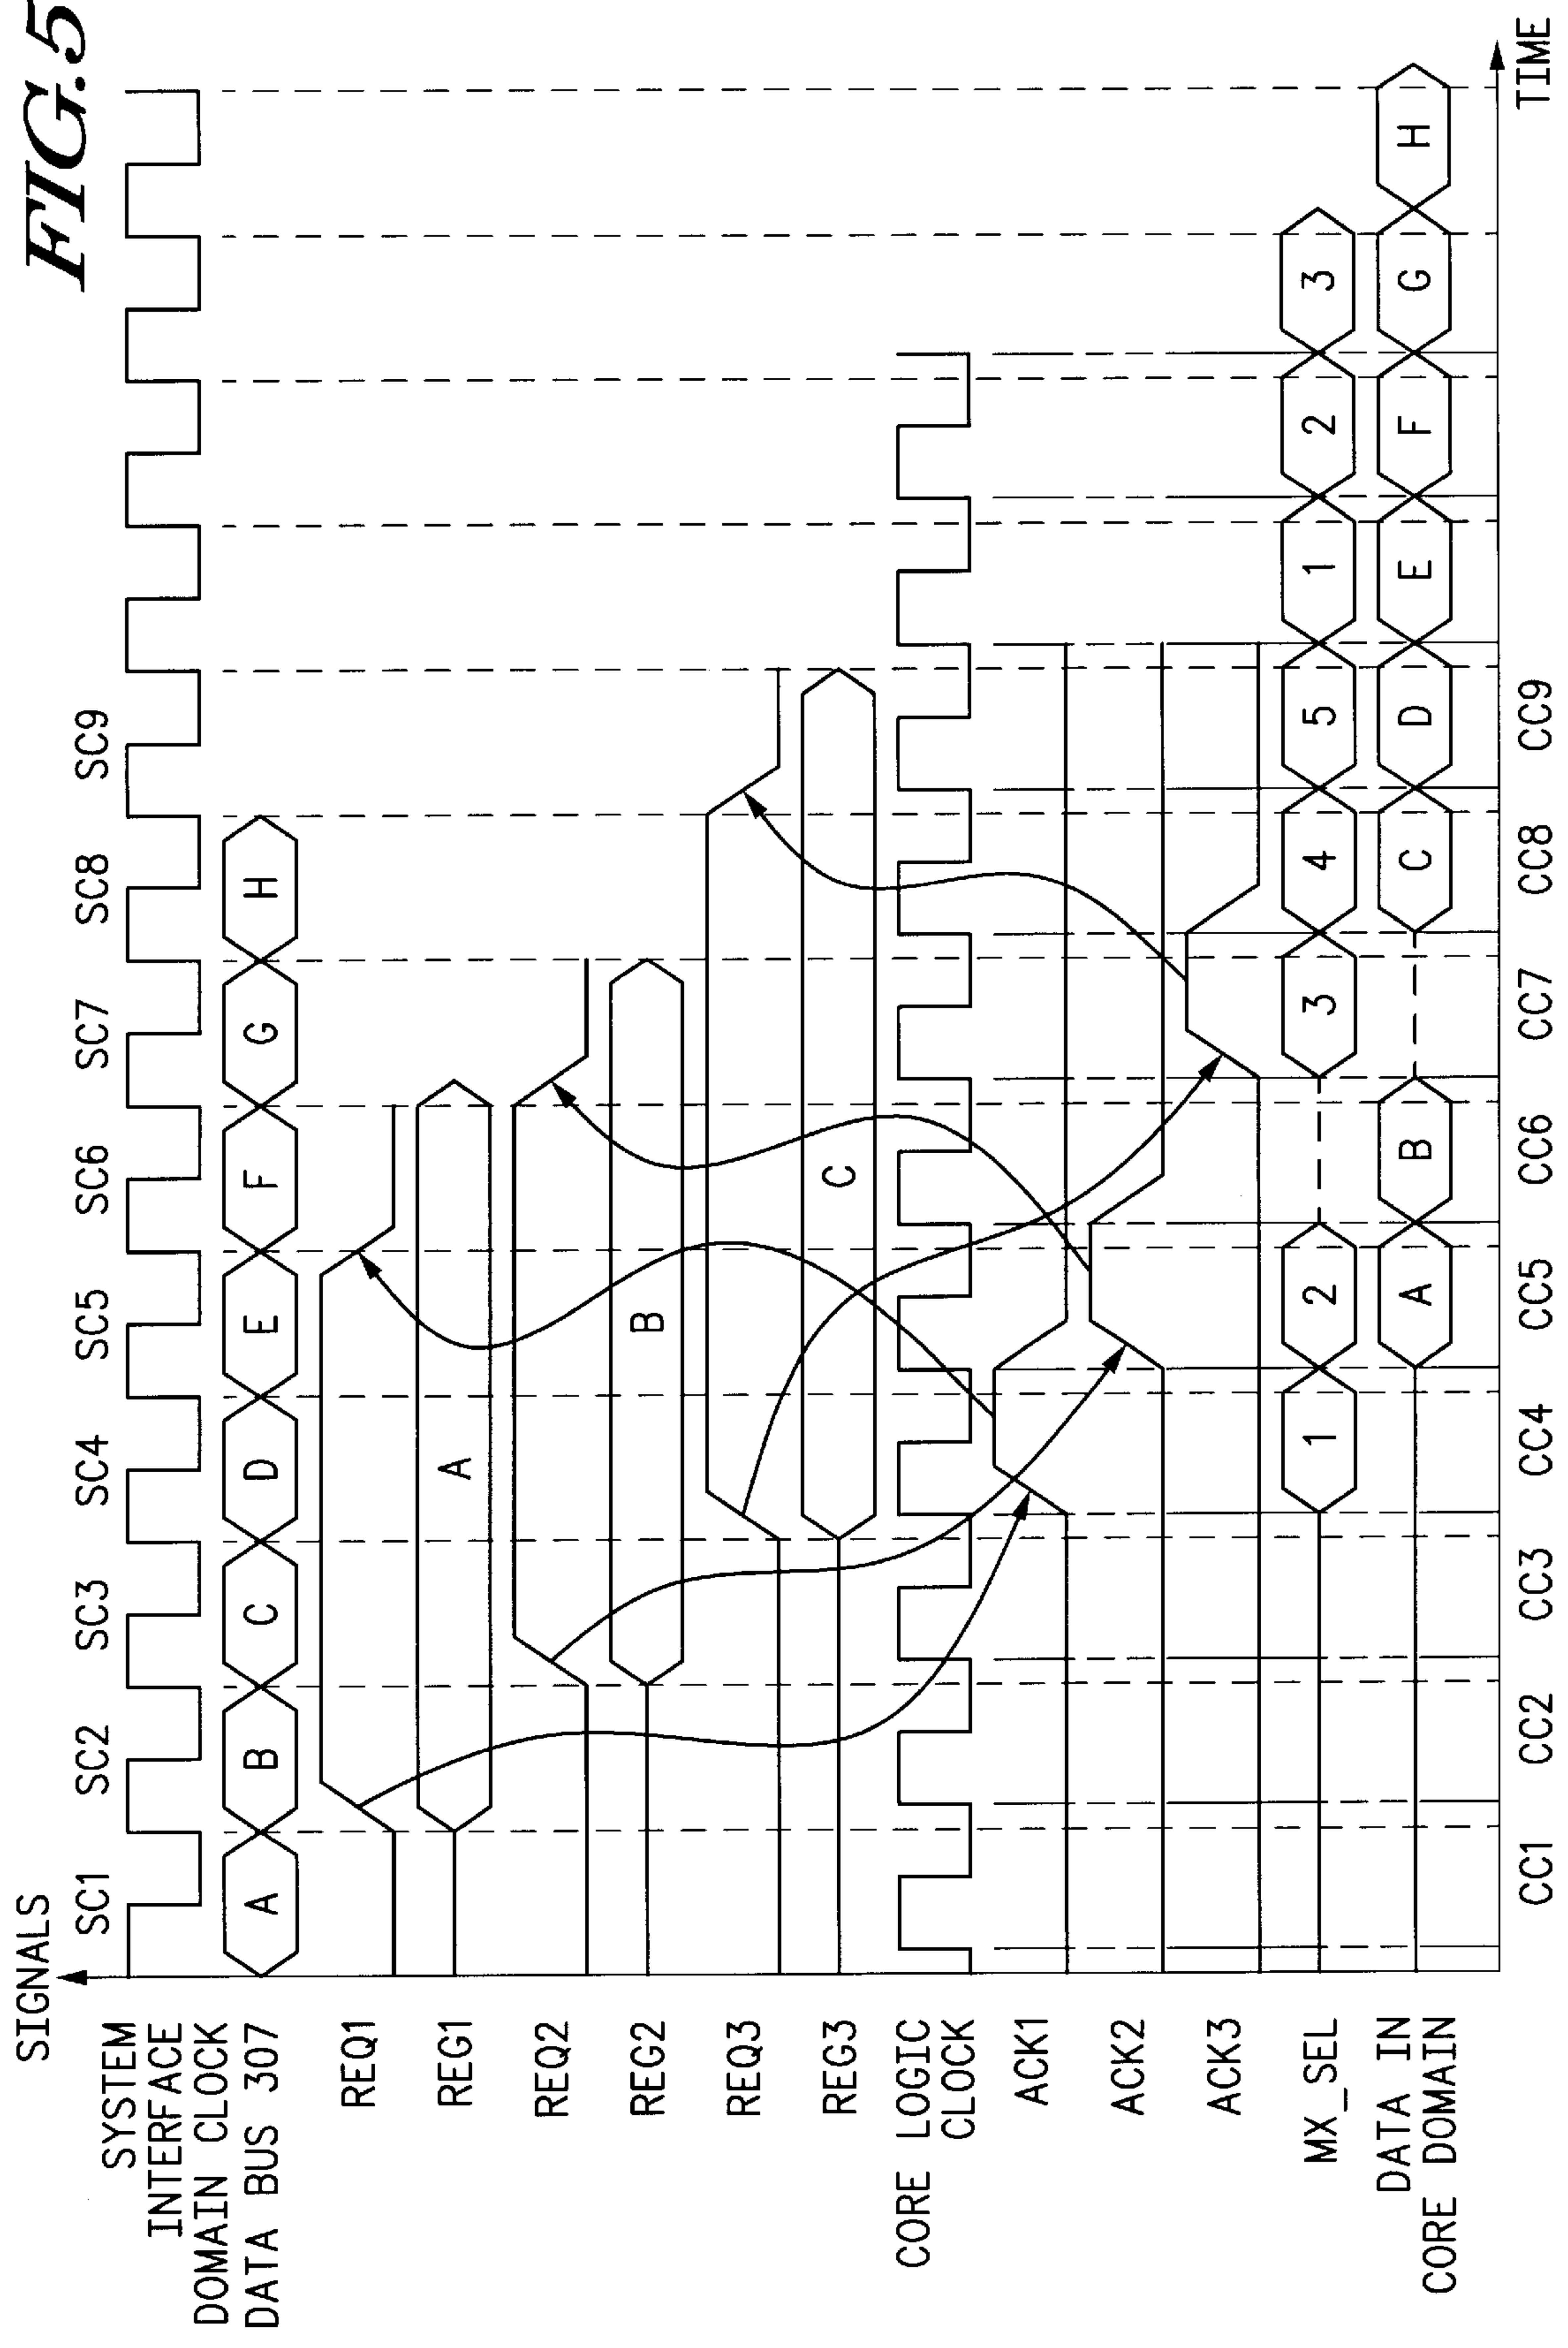 FIG.5
SIGNALS
SC1 SC2 SC3 SC4 SC5 SC6 SC7 SC8 SC9
SYSTEM
INTERFACE
DOMAIN CLOCK
DATA BUS 307 A B C D E F G H
REQ1
REG1 A
REQ2
REG2 B
REQ3
REG3 C
CORE LOGIC
CLOCK
ACK1
ACK2
ACK3
MX_SEL 1 2 3 4 5 1 2 3
DATA IN
CORE DOMAIN A B C D E F G H
CC1 CC2 CC3 CC4 CC5 CC6 CC7 CC8 CC9
TIME